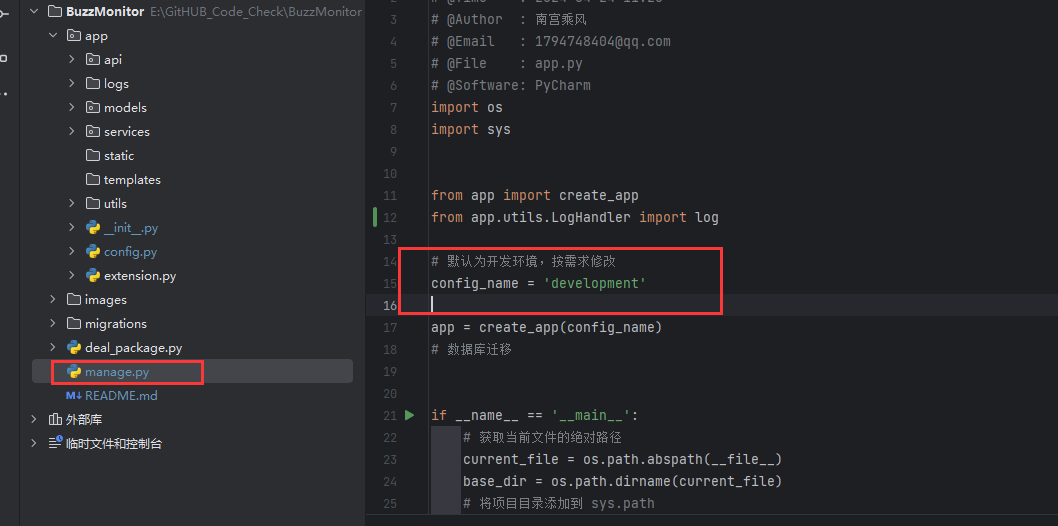 BuzzMonitor E:\GitHUB_Code_Check\BuzzMonitor
app
api
logs
models
services
static
templates
utils
__init__.py
config.py
extension.py
images
migrations
deal_package.py
manage.py
M↓ README.md
外部库
临时文件和控制台
3 # @Author  : 南宫乘风
4 # @Email   : 1794748404@qq.com
5 # @File    : app.py
6 # @Software: PyCharm
7 import os
8 import sys
9
10
11 from app import create_app
12 from app.utils.LogHandler import log
13
14 # 默认为开发环境，按需求修改
15 config_name = 'development'
16
17 app = create_app(config_name)
18 # 数据库迁移
19
20
21 if __name__ == '__main__':
22     # 获取当前文件的绝对路径
23     current_file = os.path.abspath(__file__)
24     base_dir = os.path.dirname(current_file)
25     # 将项目目录添加到 sys.path